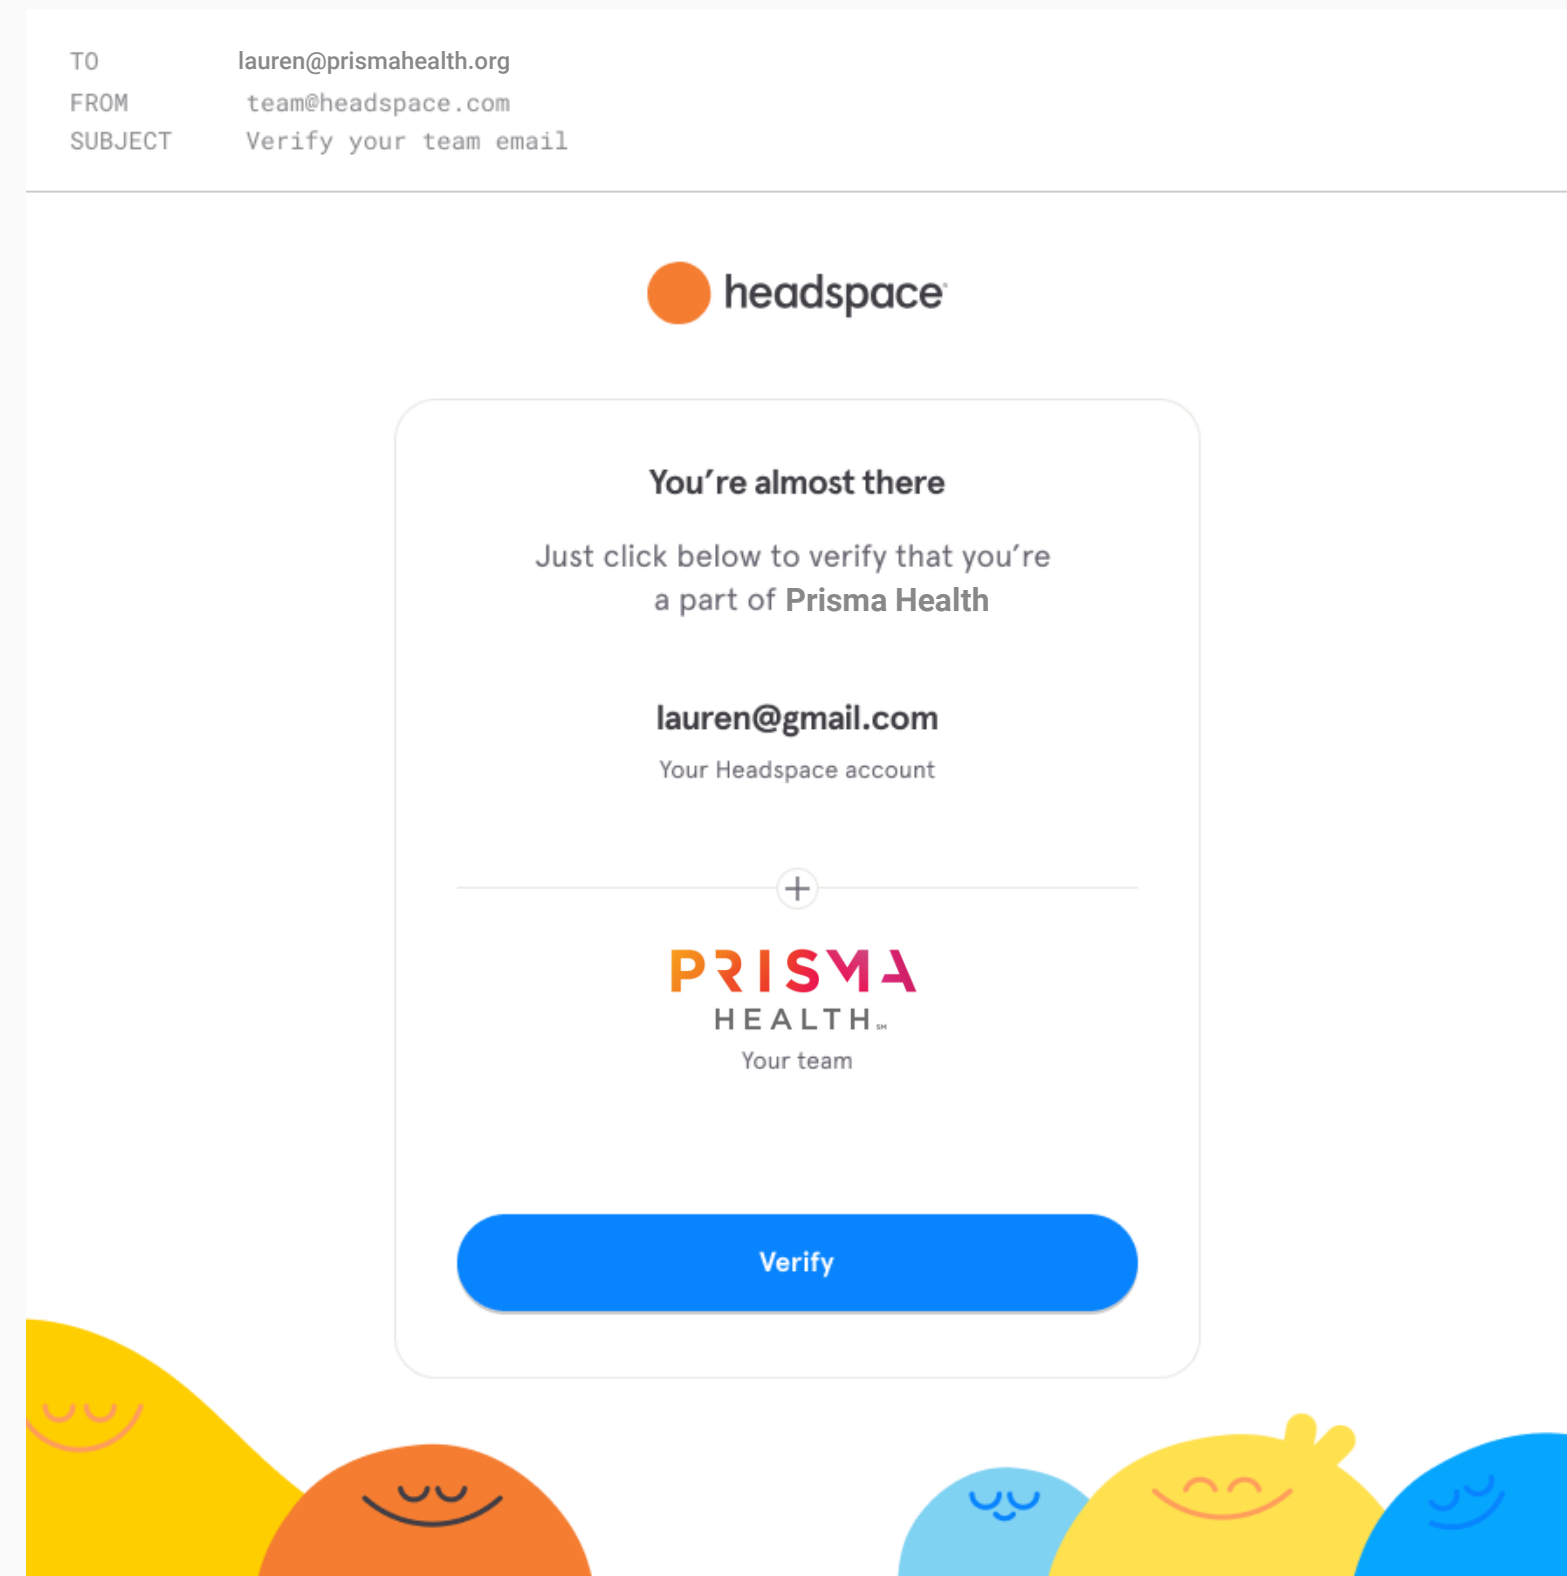 TO lauren@prismahealth.org
FROM team@headspace.com
SUBJECT Verify your team email
headspace
You’re almost there
Just click below to verify that you’re
a part of Prisma Health
lauren@gmail.com
Your Headspace account
+
PRISMA
HEALTH SM
Your team
Verify